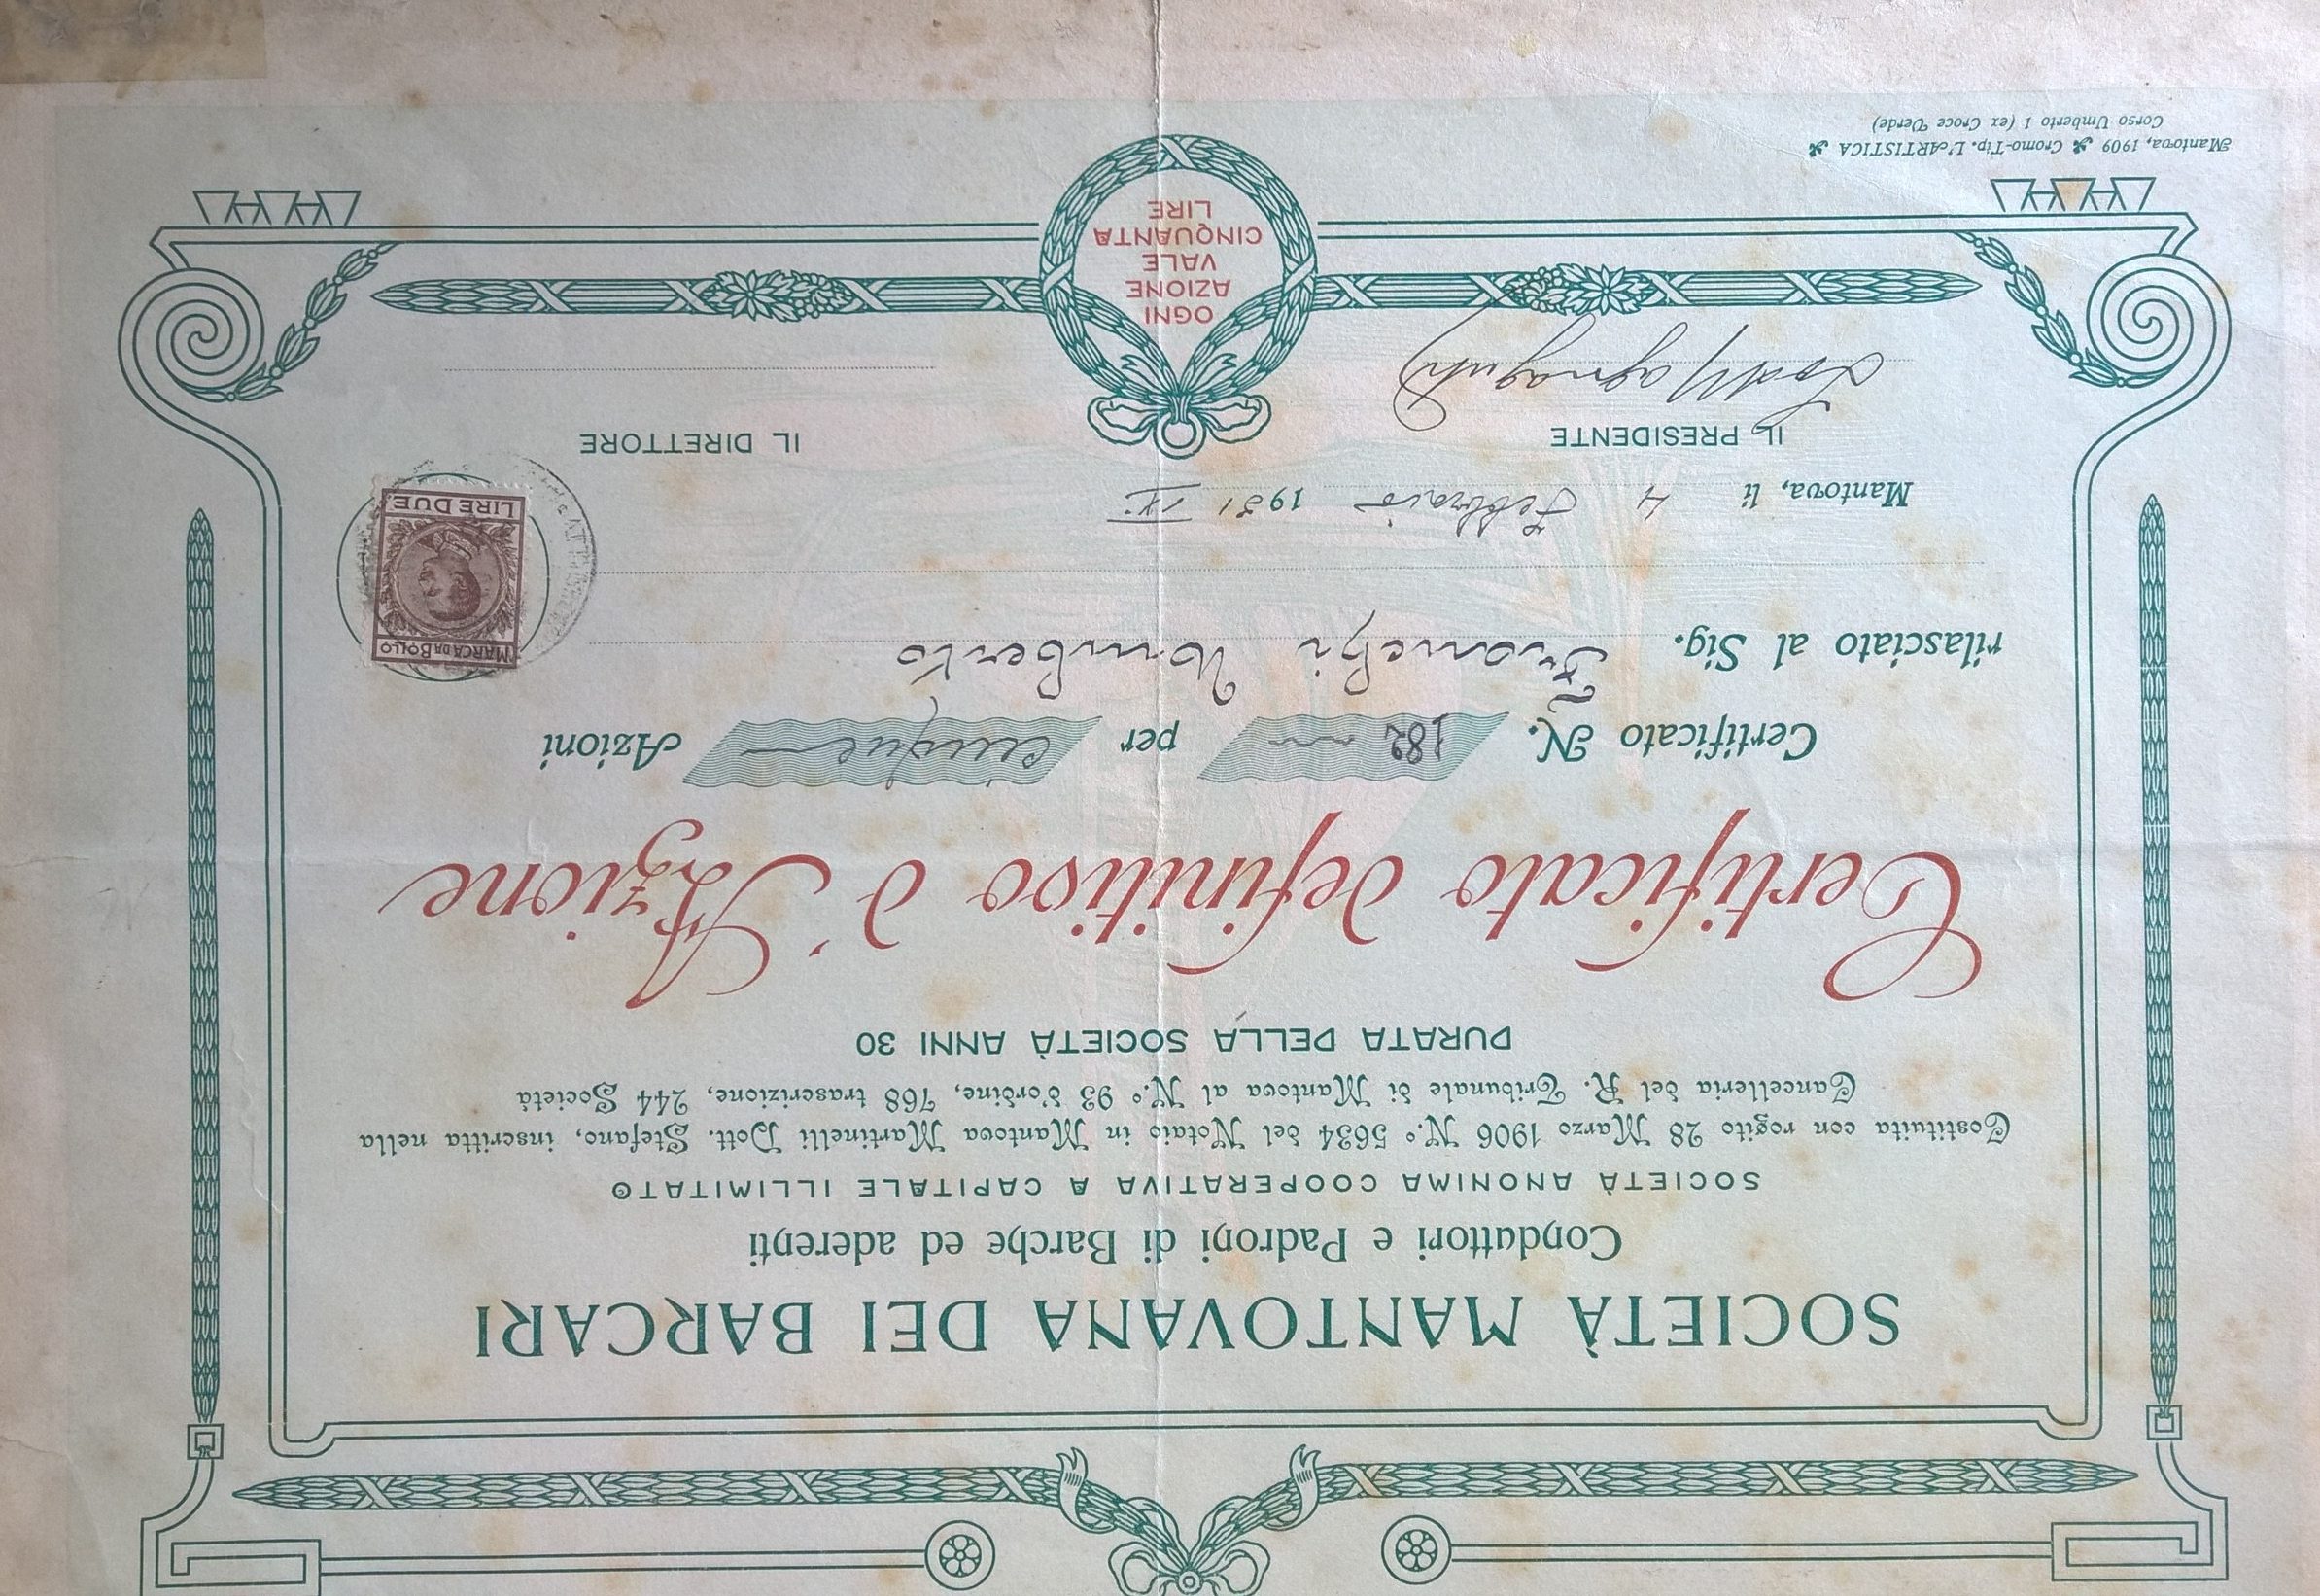 SOCIETÀ MANTOVANA DEI BARCARI
Conduttori e Padroni di Barche ed aderenti
SOCIETÀ ANONIMA COOPERATIVA A CAPITALE ILLIMITATO
Costituita con rogito 28 Marzo 1906 N.° 5634 del Notaio in Mantova Martinelli Dott. Stefano, inscritta nella
Cancelleria del R. Tribunale di Mantova al N.° 93 d'ordine, 768 trascrizione, 244 Società
DURATA DELLA SOCIETÀ ANNI 30
Certificato definitivo d'Azione
Certificato N. 182 per cinque Azioni
rilasciato al Sig. Umberto
MARCA DA BOLLO
LIRE DUE
Mantova, li 4 Febbraio 1931 IX
IL PRESIDENTE
IL DIRETTORE
OGNI
AZIONE
VALE
CINQUANTA
LIRE
Mantova, 1909 Cromo-Tip. L'ARTISTICA
Corso Umberto 1 (ex Croce Verde)